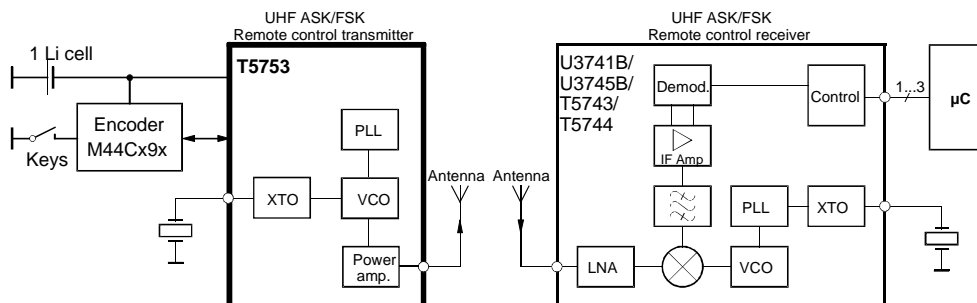 UHF ASK/FSK
Remote control transmitter
1 Li cell
T5753
Encoder
M44Cx9x
Keys
PLL
XTO
VCO
Power
amp.
Antenna
Antenna
UHF ASK/FSK
Remote control receiver
U3741B/
U3745B/
T5743/
T5744
Demod.
Control
1...3
µC
IF Amp
PLL
XTO
LNA
VCO